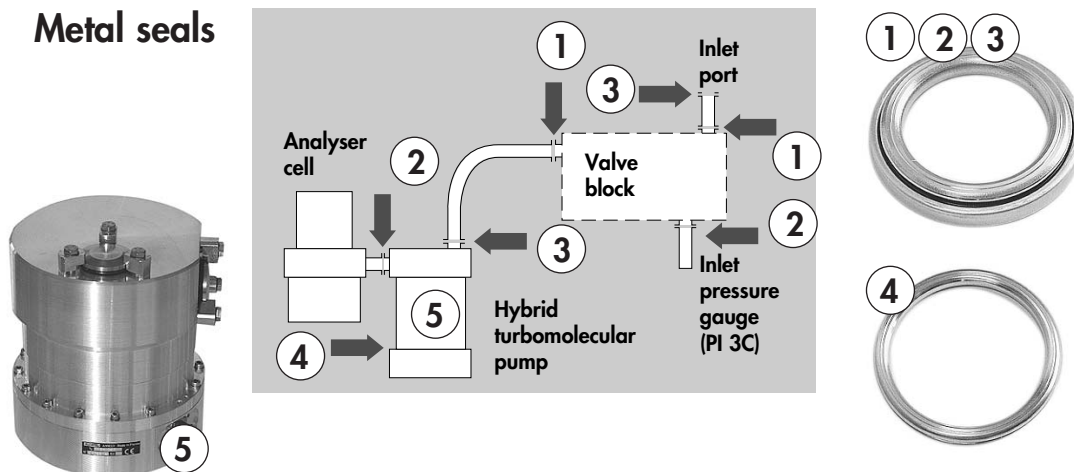 Metal seals
1
Inlet
port
3
Analyser
cell
2
Valve
block
1
2
3
Inlet
pressure
gauge
(PI 3C)
5
Hybrid
turbomolecular
pump
4
5
1 2 3
4